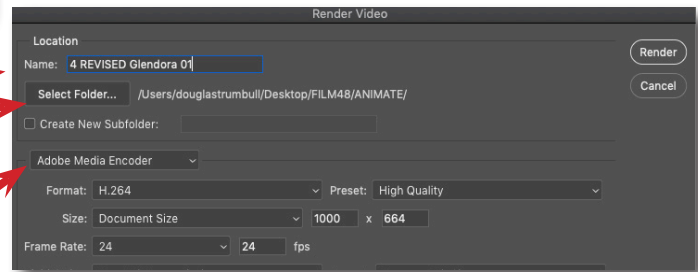 Render Video
Location
Name: 4 REVISED Glendora 01
Render
Select Folder... /Users/douglastrumbull/Desktop/FILM48/ANIMATE/
Cancel
Create New Subfolder:
Adobe Media Encoder
Format: H.264 Preset: High Quality
Size: Document Size 1000 x 664
Frame Rate: 24 24 fps